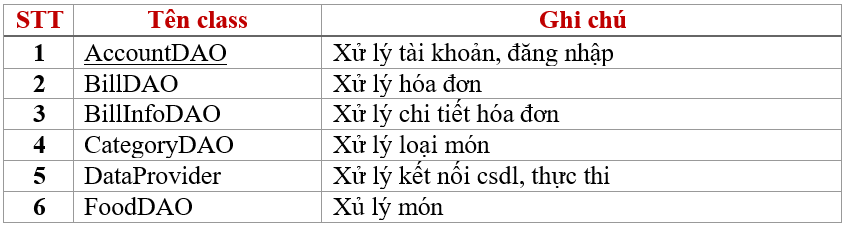 STT Tên class Ghi chú
1 AccountDAO Xử lý tài khoản, đăng nhập
2 BillDAO Xử lý hóa đơn
3 BillInfoDAO Xử lý chi tiết hóa đơn
4 CategoryDAO Xử lý loại món
5 DataProvider Xử lý kết nối csdl, thực thi
6 FoodDAO Xủ lý món